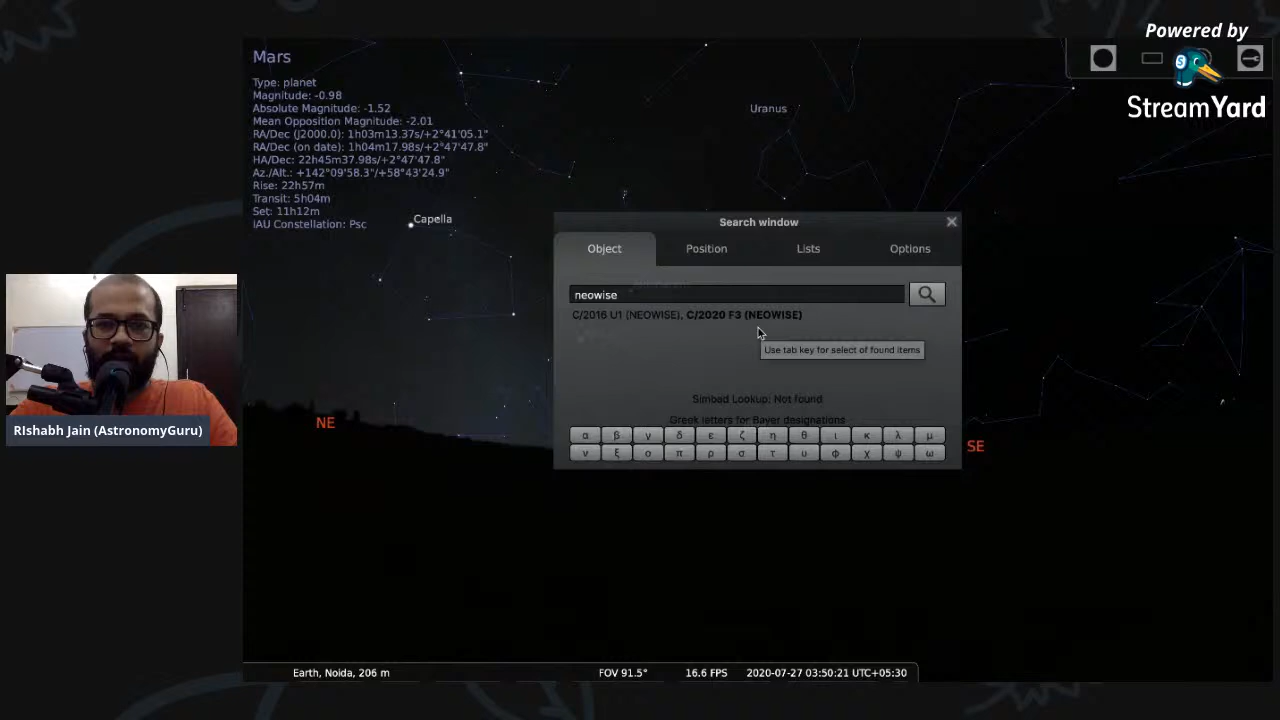 Powered by
StreamYard
Mars
Type: planet
Magnitude: -0.98
Absolute Magnitude: -1.52
Mean Opposition Magnitude: -2.01
RA/Dec (J2000.0): 1h03m13.37s/+2°41'05.1"
RA/Dec (on date): 1h04m17.98s/+2°47'47.8"
HA/Dec: 22h45m37.98s/+2°47'47.8"
Az./Alt.: +142°09'58.3"/+58°43'24.9"
Rise: 22h57m
Transit: 5h04m
Set: 11h12m
IAU Constellation: Psc
Capella
Uranus
Search window
Object Position Lists Options
neowise
C/2016 U1 (NEOWISE), C/2020 F3 (NEOWISE)
Use tab key for select of found items
Simbad Lookup: Not found
Greek letters for Bayer designations
α β γ δ ε ζ η θ ι κ λ μ
ν ξ ο π ρ σ τ υ φ χ ψ ω
NE
SE
RIshabh Jain (AstronomyGuru)
Earth, Noida, 206 m FOV 91.5° 16.6 FPS 2020-07-27 03:50:21 UTC+05:30